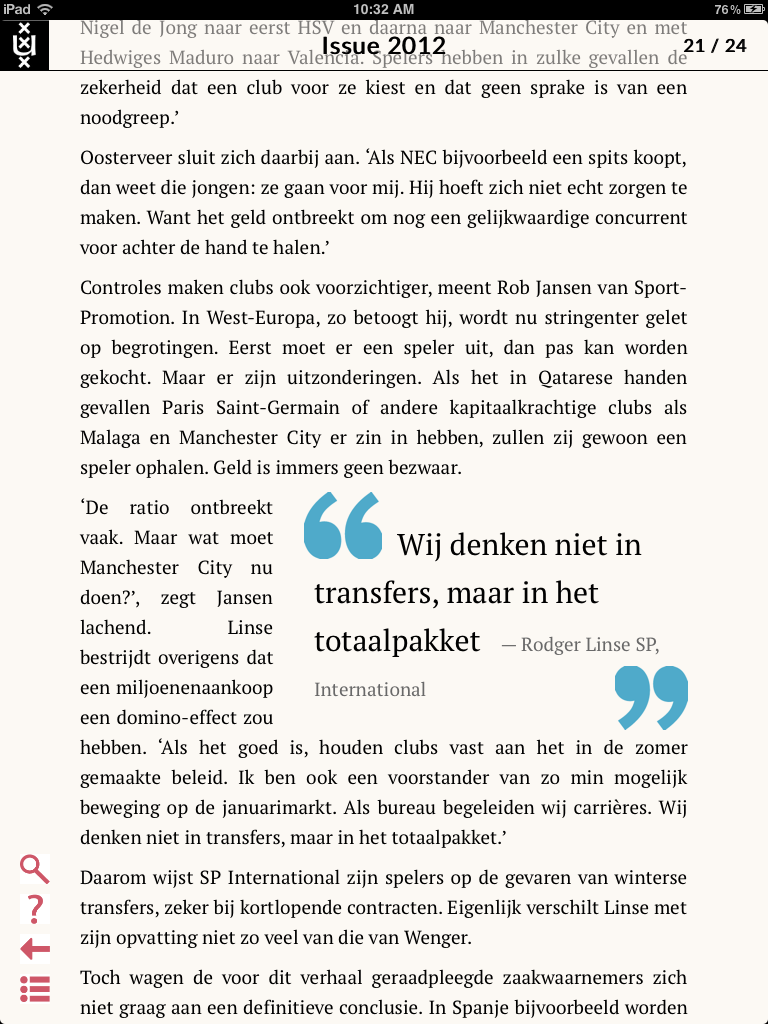 iPad
10:32 AM
76%
Nigel de Jong naar eerst HSV en daarna naar Manchester City en met
Issue 2012
21 / 24
Hedwiges Maduro naar Valencia. Spelers hebben in zulke gevallen de
zekerheid dat een club voor ze kiest en dat geen sprake is van een
noodgreep.’
Oosterveer sluit zich daarbij aan. ‘Als NEC bijvoorbeeld een spits koopt,
dan weet die jongen: ze gaan voor mij. Hij hoeft zich niet echt zorgen te
maken. Want het geld ontbreekt om nog een gelijkwaardige concurrent
voor achter de hand te halen.’
Controles maken clubs ook voorzichtiger, meent Rob Jansen van Sport-
Promotion. In West-Europa, zo betoogt hij, wordt nu stringenter gelet
op begrotingen. Eerst moet er een speler uit, dan pas kan worden
gekocht. Maar er zijn uitzonderingen. Als het in Qatarese handen
gevallen Paris Saint-Germain of andere kapitaalkrachtige clubs als
Malaga en Manchester City er zin in hebben, zullen zij gewoon een
speler ophalen. Geld is immers geen bezwaar.
‘De ratio ontbreekt
vaak. Maar wat moet
Manchester City nu
doen?’, zegt Jansen
lachend. Linse
bestrijdt overigens dat
een miljoenenaankoop
een domino-effect zou
“ Wij denken niet in
transfers, maar in het
totaalpakket — Rodger Linse SP,
International ”
hebben. ‘Als het goed is, houden clubs vast aan het in de zomer
gemaakte beleid. Ik ben ook een voorstander van zo min mogelijk
beweging op de januarimarkt. Als bureau begeleiden wij carrières. Wij
denken niet in transfers, maar in het totaalpakket.’
Daarom wijst SP International zijn spelers op de gevaren van winterse
transfers, zeker bij kortlopende contracten. Eigenlijk verschilt Linse met
zijn opvatting niet zo veel van die van Wenger.
Toch wagen de voor dit verhaal geraadpleegde zaakwaarnemers zich
niet graag aan een definitieve conclusie. In Spanje bijvoorbeeld worden